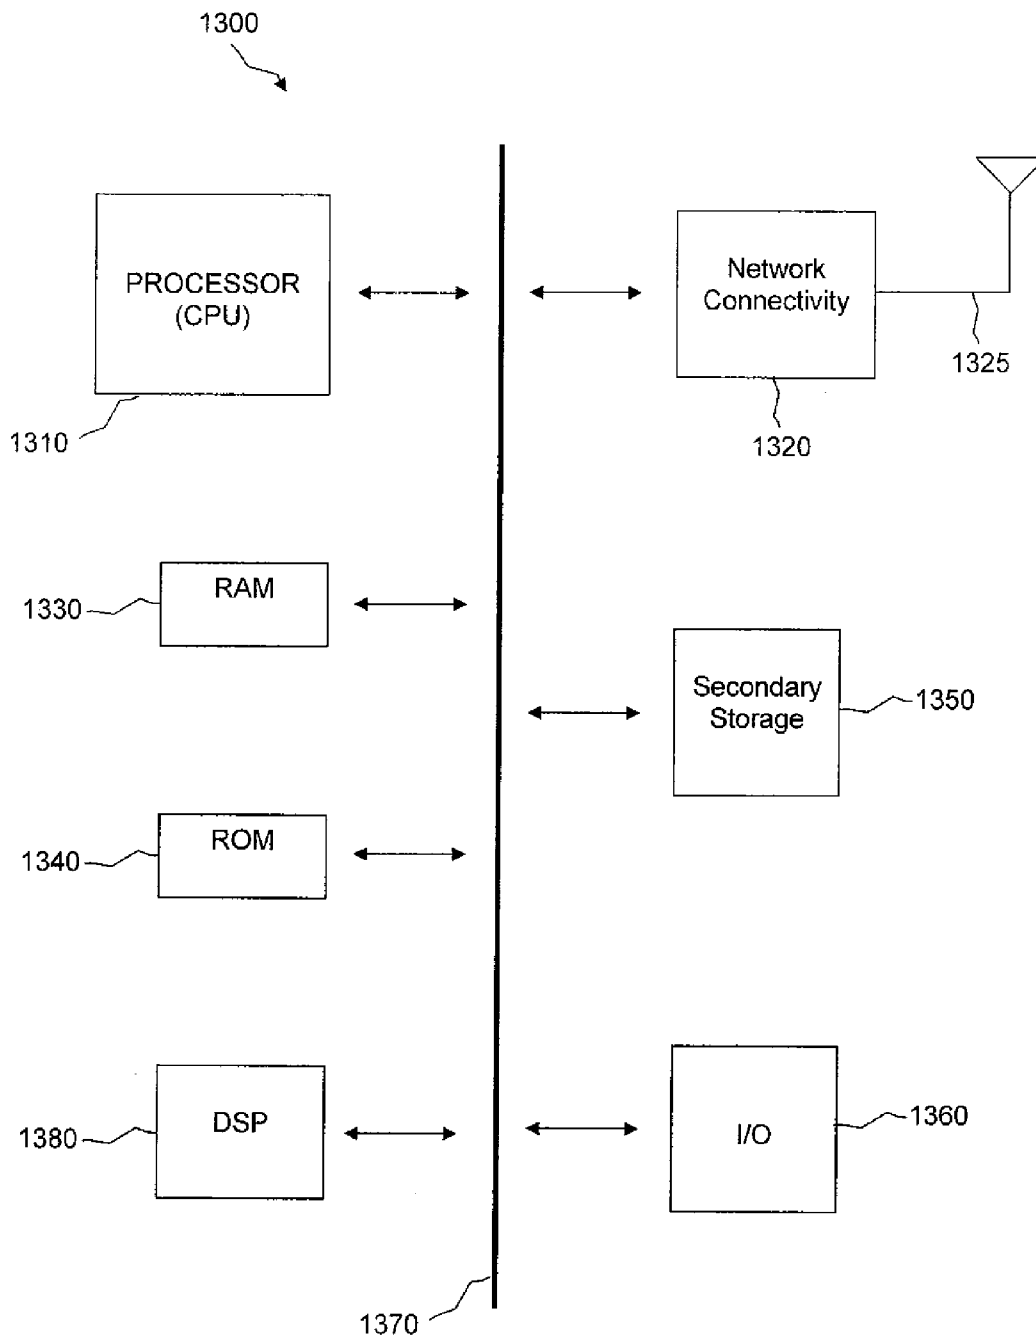 1300
PROCESSOR
(CPU)
1310
Network
Connectivity
1325
1320
RAM
1330
Secondary
Storage
1350
ROM
1340
DSP
1380
I/O
1360
1370